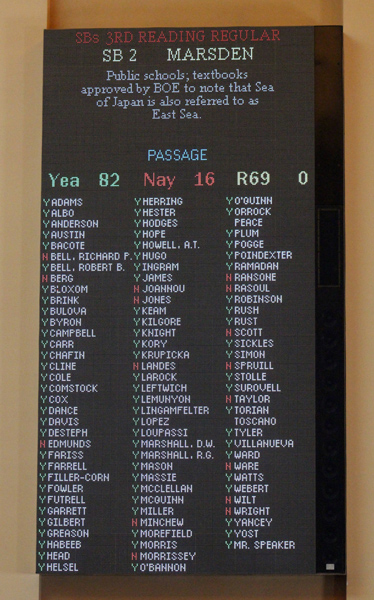 SBs 3RD READING REGULAR
SB 2 MARSDEN
Public schools; textbooks
approved by BOE to note that Sea
of Japan is also referred to as
East Sea.
PASSAGE
Yea 82 Nay 16 R69 0
Y ADAMS
Y ALBO
Y ANDERSON
Y AUSTIN
Y BACOTE
N BELL, RICHARD P.
Y BELL, ROBERT B.
N BERG
Y BLOXOM
Y BRINK
Y BULOVA
Y BYRON
Y CAMPBELL
Y CARR
Y CHAFIN
Y CLINE
Y COLE
Y COMSTOCK
Y COX
Y DANCE
Y DAVIS
Y DESTEPH
N EDMUNDS
Y FARISS
Y FARRELL
Y FILLER-CORN
Y FOWLER
Y FUTRELL
Y GARRETT
Y GILBERT
Y GREASON
Y HABEEB
Y HEAD
Y HELSEL
Y HERRING
Y HESTER
Y HODGES
Y HOPE
Y HOWELL, A.T.
Y HUGO
Y INGRAM
Y JAMES
N JOANNOU
N JONES
Y KEAM
Y KILGORE
Y KNIGHT
Y KORY
Y KRUPICKA
N LANDES
Y LAROCK
Y LEFTWICH
Y LEMUNYON
Y LINGAMFELTER
Y LOPEZ
Y LOUPASSI
Y MARSHALL, D.W.
Y MARSHALL, R.G.
Y MASON
Y MASSIE
Y MCCLELLAN
Y MCQUINN
Y MILLER
N MINCHEW
Y MOREFIELD
Y MORRIS
N MORRISSEY
Y O'BANNON
Y O'QUINN
Y ORROCK
PEACE
Y PLUM
Y POGGE
Y POINDEXTER
Y RAMADAN
N RANSONE
N RASOUL
Y ROBINSON
Y RUSH
Y RUST
N SCOTT
Y SICKLES
Y SIMON
N SPRUILL
Y STOLLE
Y SUROVELL
N TAYLOR
Y TORIAN
TOSCANO
Y TYLER
Y VILLANUEVA
Y WARD
N WARE
Y WATTS
Y WEBERT
N WILT
N WRIGHT
Y YANCEY
Y YOST
Y MR. SPEAKER